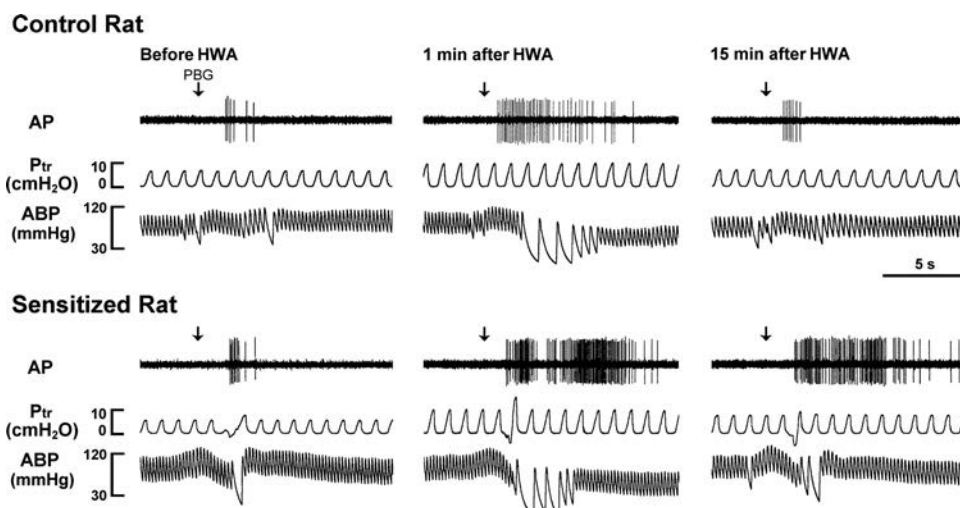 Control Rat
Before HWA 1 min after HWA 15 min after HWA
PBG
AP
Ptr
(cmH2O)
10
0
ABP
(mmHg)
120
30
5 s
Sensitized Rat
AP
Ptr
(cmH2O)
10
0
ABP
(mmHg)
120
30